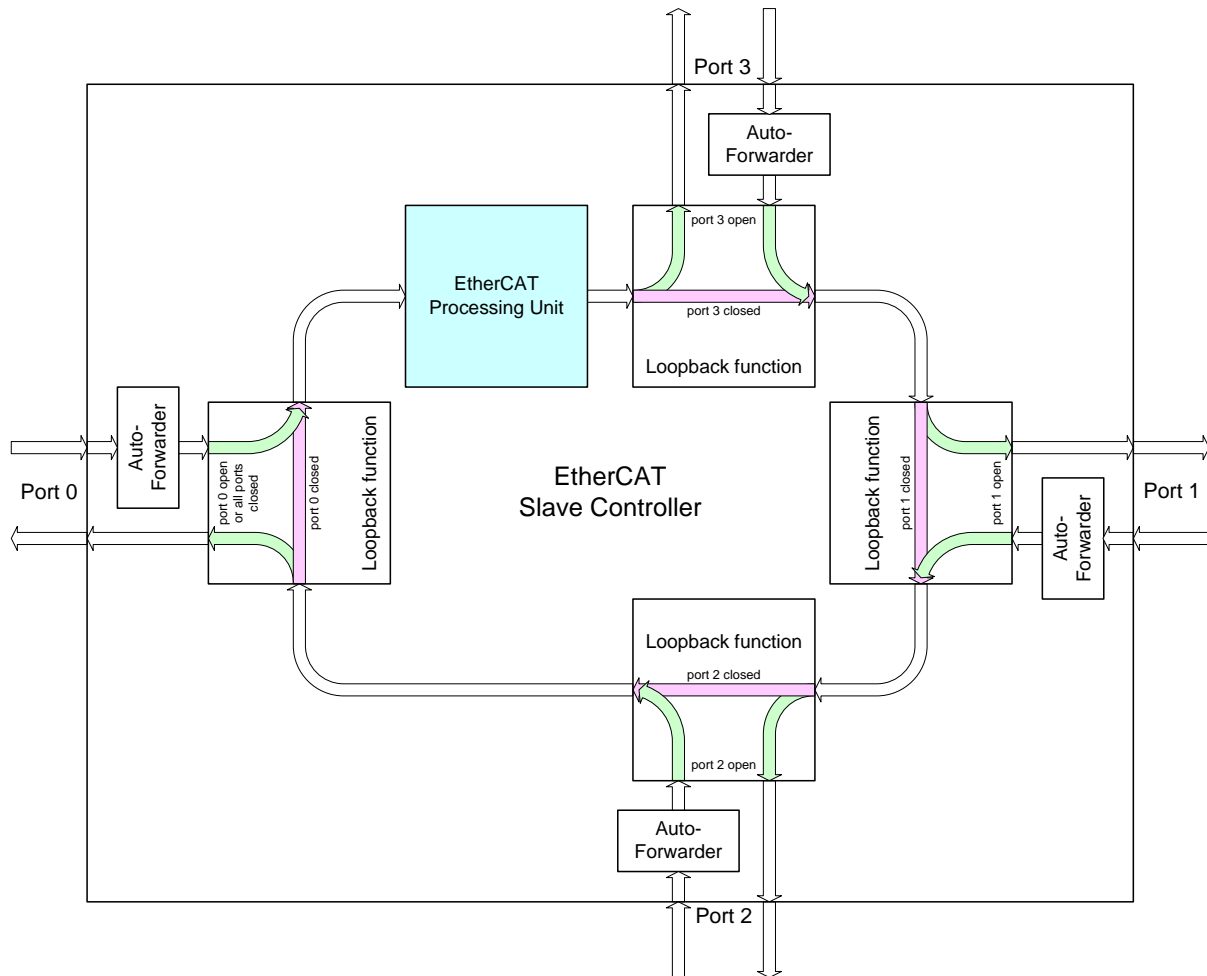 Port 3
Auto-
Forwarder
port 3 open
EtherCAT
Processing Unit
port 3 closed
Loopback function
Auto-
Forwarder
Port 0
port 0 open
or all ports
closed
port 0 closed
Loopback function
EtherCAT
Slave Controller
Loopback function
port 1 closed
port 1 open
Port 1
Auto-
Forwarder
Loopback function
port 2 closed
port 2 open
Auto-
Forwarder
Port 2